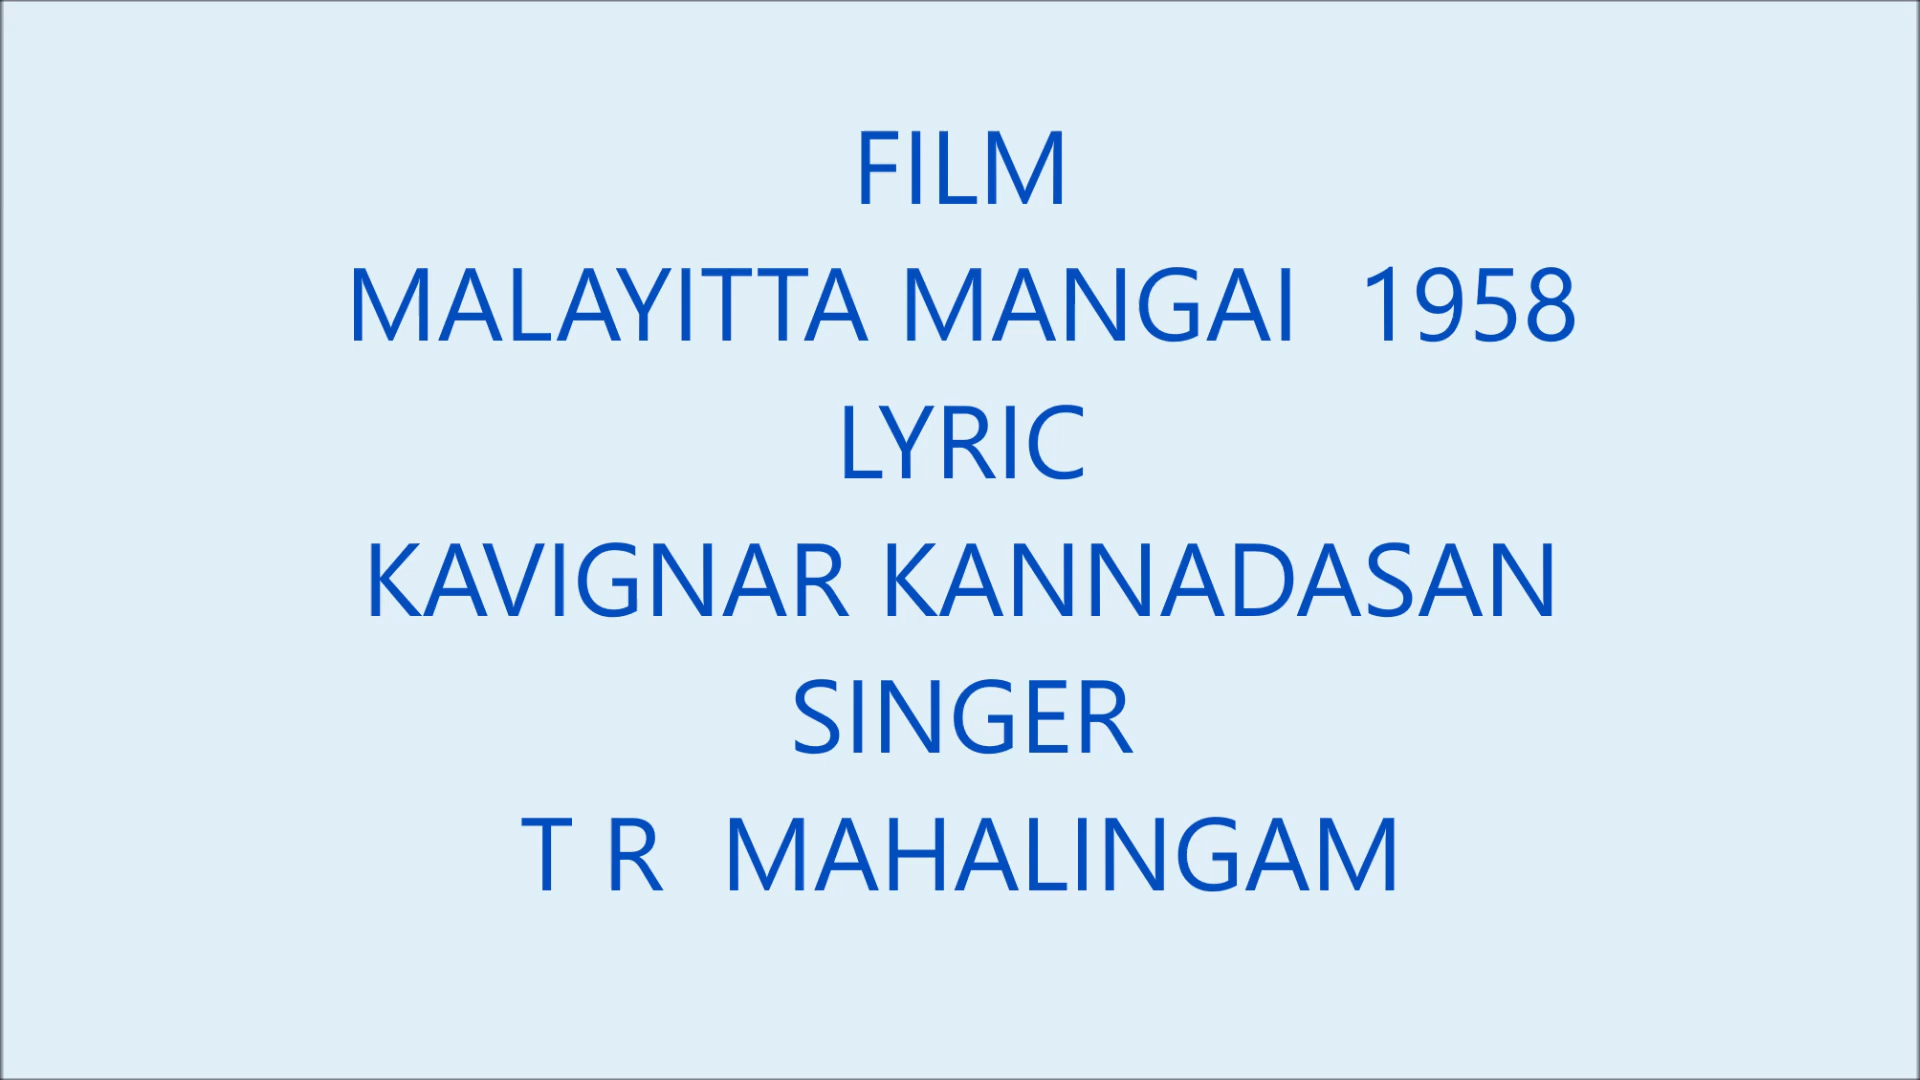 FILM
MALAYITTA MANGAI  1958
LYRIC
KAVIGNAR KANNADASAN
SINGER
T R  MAHALINGAM